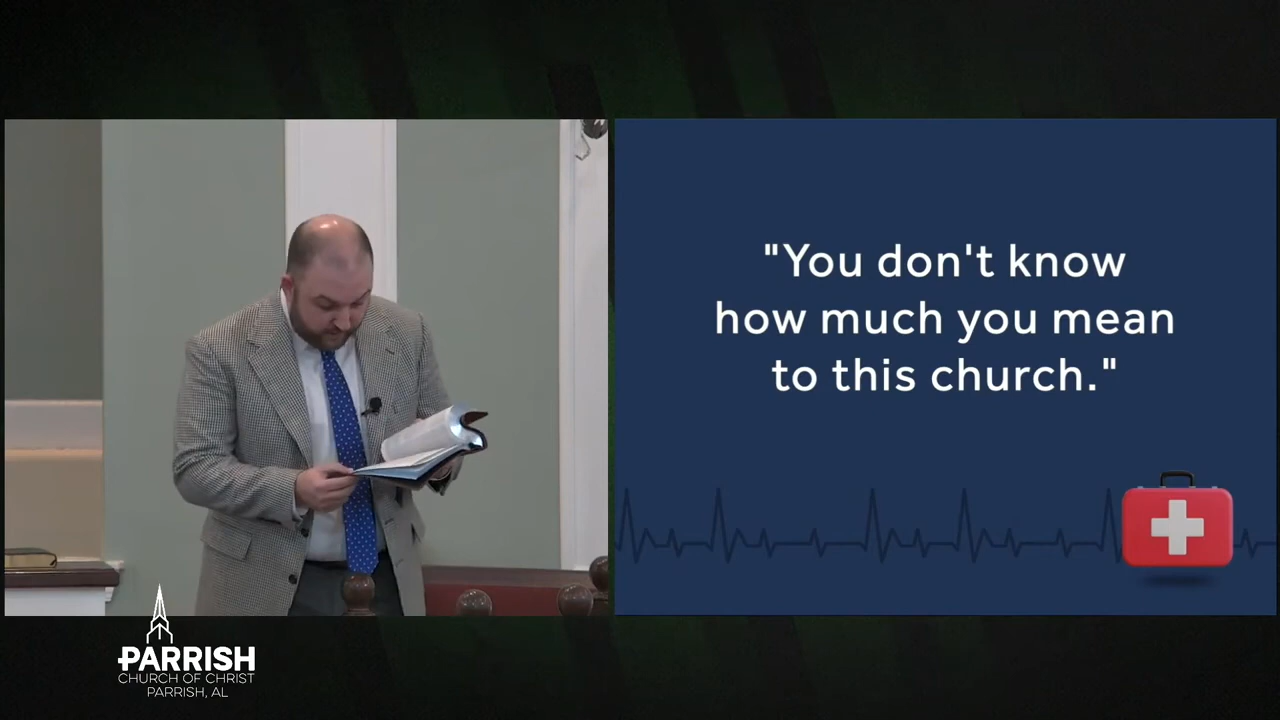 "You don't know
how much you mean
to this church."
PARRISH
CHURCH OF CHRIST
PARRISH, AL